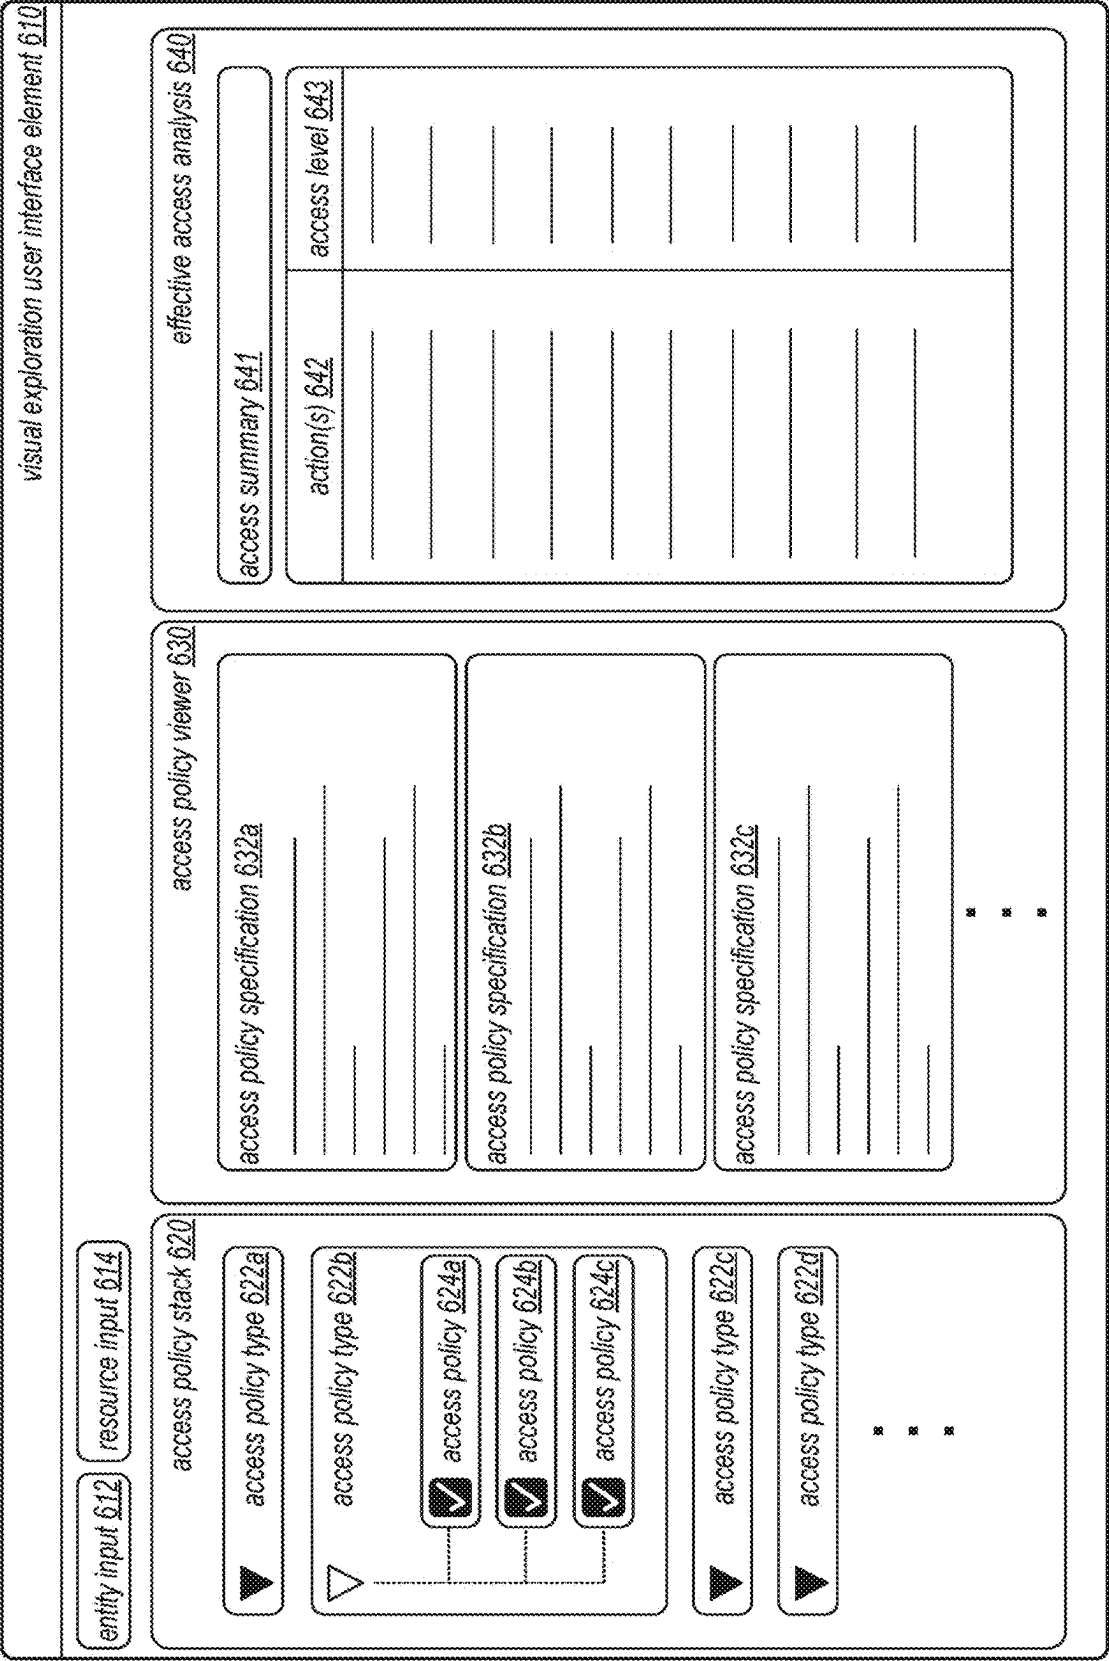 visual exploration user interface element 610
entity input 612
resource input 614
access policy stack 620
access policy type 622a
access policy type 622b
access policy 624a
access policy 624b
access policy 624c
access policy type 622c
access policy type 622d
access policy viewer 630
access policy specification 632a
access policy specification 632b
access policy specification 632c
effective access analysis 640
access summary 641
action(s) 642
access level 643